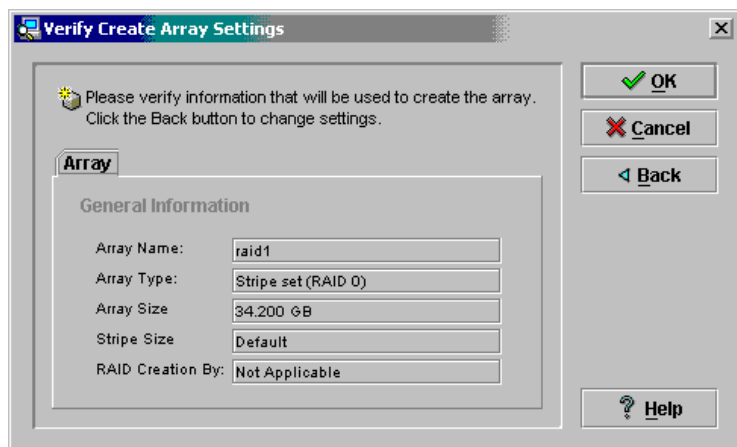 Verify Create Array Settings
Please verify information that will be used to create the array.
Click the Back button to change settings.
Array
General Information
Array Name: raid1
Array Type: Stripe set (RAID 0)
Array Size 34.200 GB
Stripe Size Default
RAID Creation By: Not Applicable
OK
Cancel
Back
Help